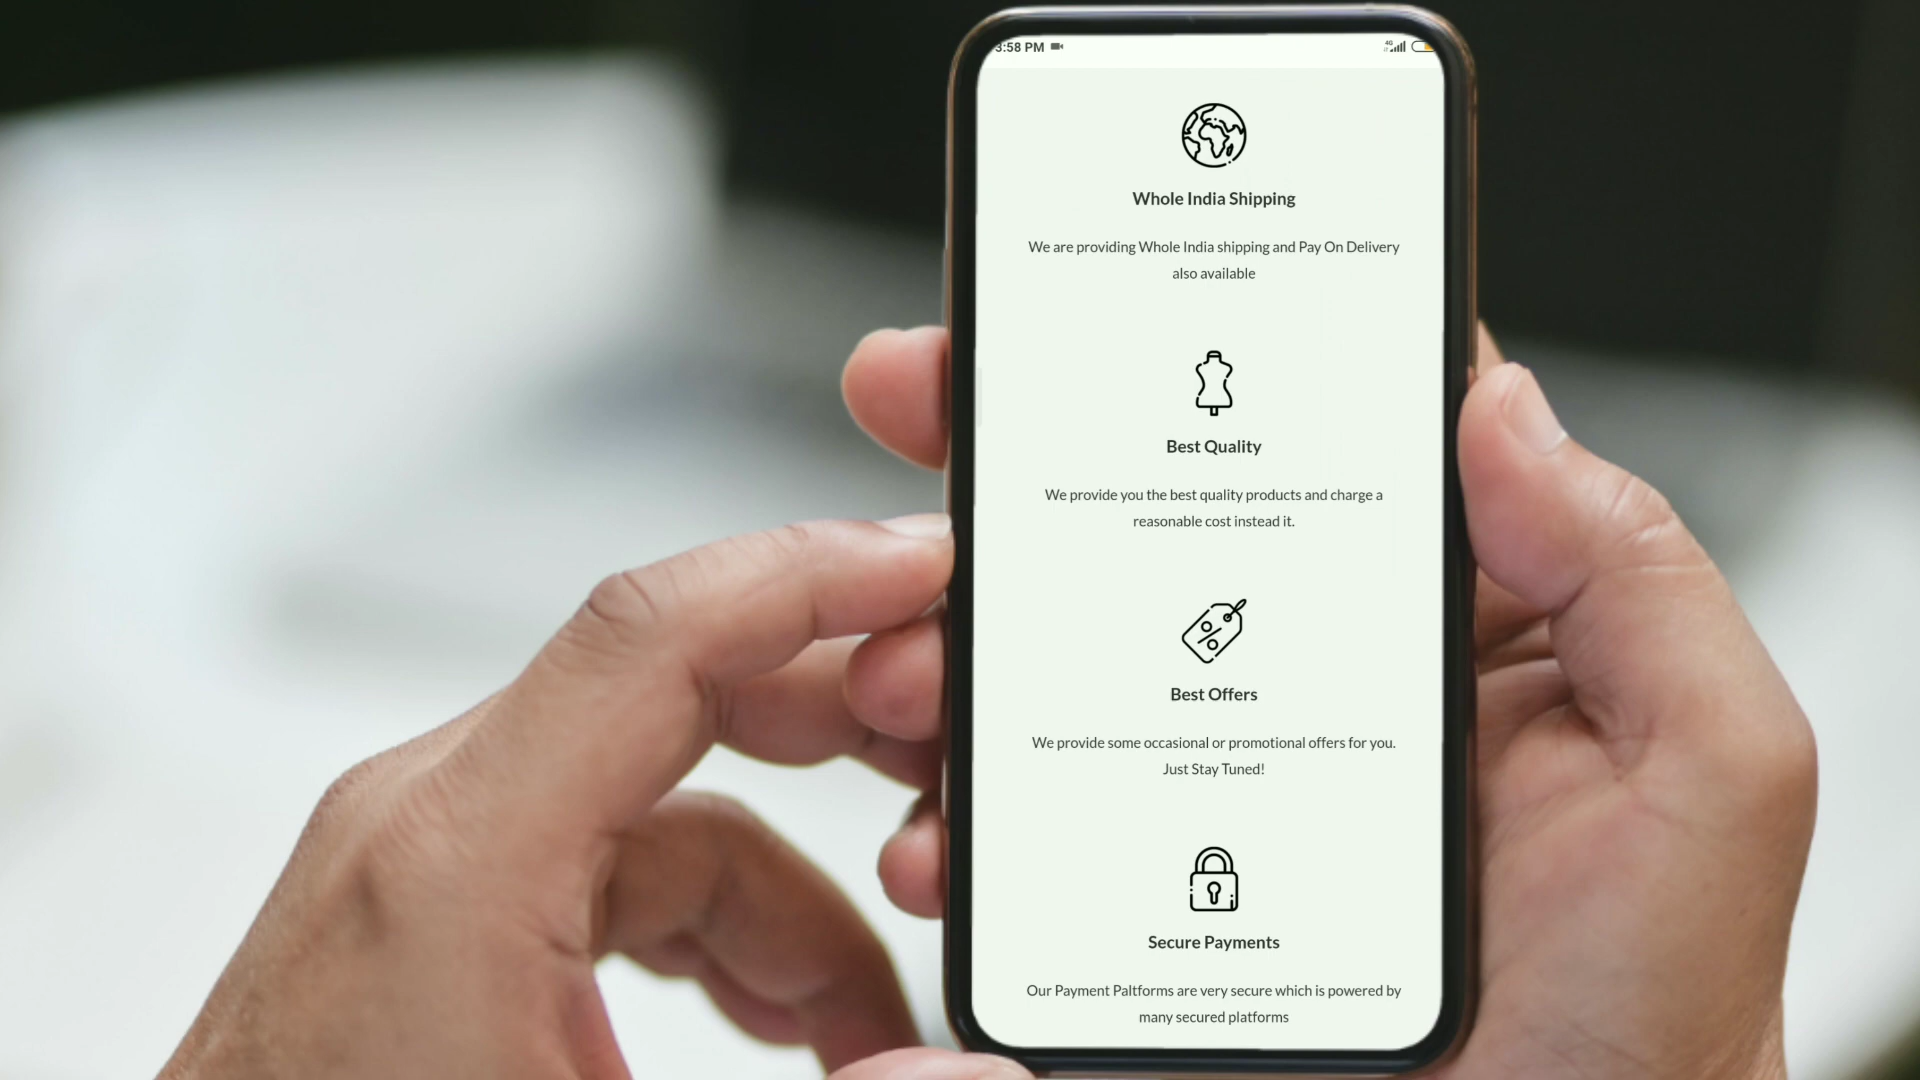 3:58 PM
4G
Whole India Shipping
We are providing Whole India shipping and Pay On Delivery
also available
Best Quality
We provide you the best quality products and charge a
reasonable cost instead it.
Best Offers
We provide some occasional or promotional offers for you.
Just Stay Tuned!
Secure Payments
Our Payment Paltforms are very secure which is powered by
many secured platforms